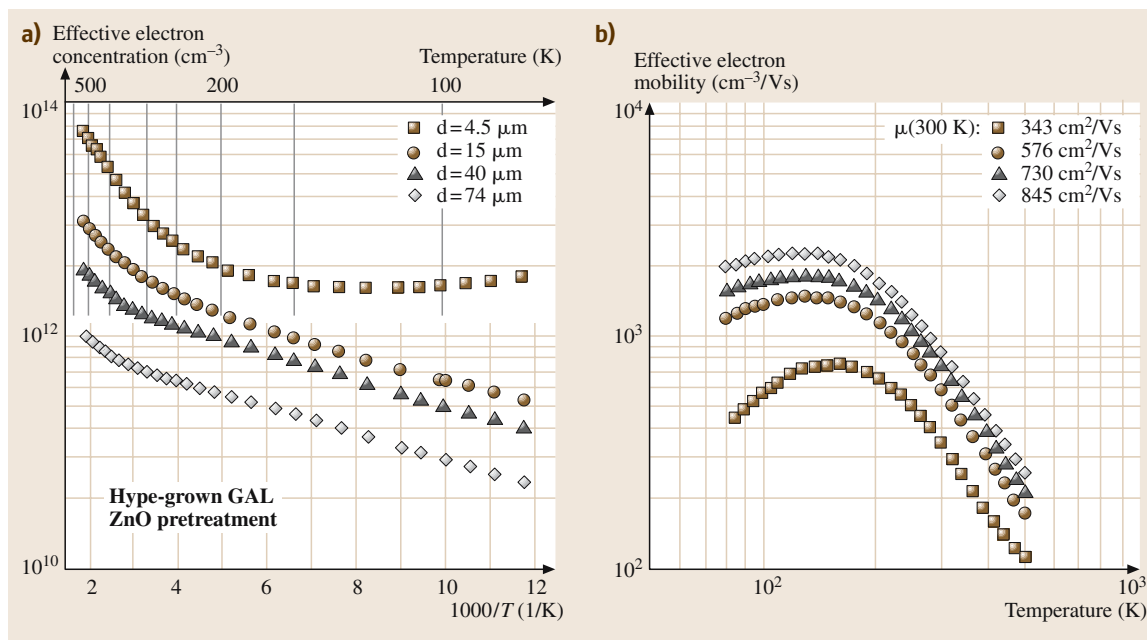 a) Effective electron
concentration (cm⁻³)
Temperature (K)
500 200 100
10¹⁴
d = 4.5 μm
d = 15 μm
d = 40 μm
d = 74 μm
10¹²
Hype-grown GAL
ZnO pretreatment
10¹⁰
2 4 6 8 10 12
1000/T (1/K)
b)
Effective electron
mobility (cm⁻³/Vs)
10⁴
μ(300 K): 343 cm²/Vs
576 cm²/Vs
730 cm²/Vs
845 cm²/Vs
10³
10²
10² 10³
Temperature (K)